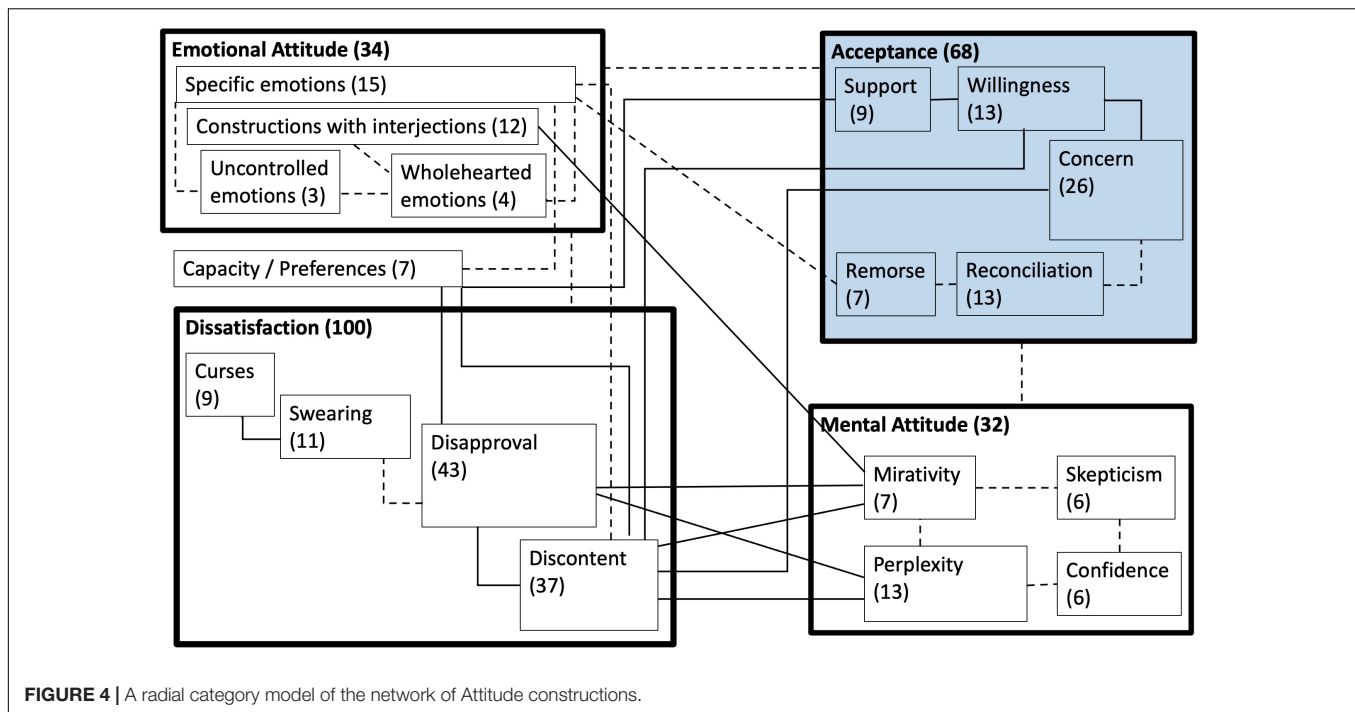 Emotional Attitude (34)
Specific emotions (15)
Constructions with interjections (12)
Uncontrolled
emotions (3)
Wholehearted
emotions (4)
Capacity / Preferences (7)
Dissatisfaction (100)
Curses
(9)
Swearing
(11)
Disapproval
(43)
Discontent
(37)
Acceptance (68)
Support
(9)
Willingness
(13)
Concern
(26)
Remorse
(7)
Reconciliation
(13)
Mental Attitude (32)
Mirativity
(7)
Skepticism
(6)
Perplexity
(13)
Confidence
(6)
FIGURE 4 | A radial category model of the network of Attitude constructions.